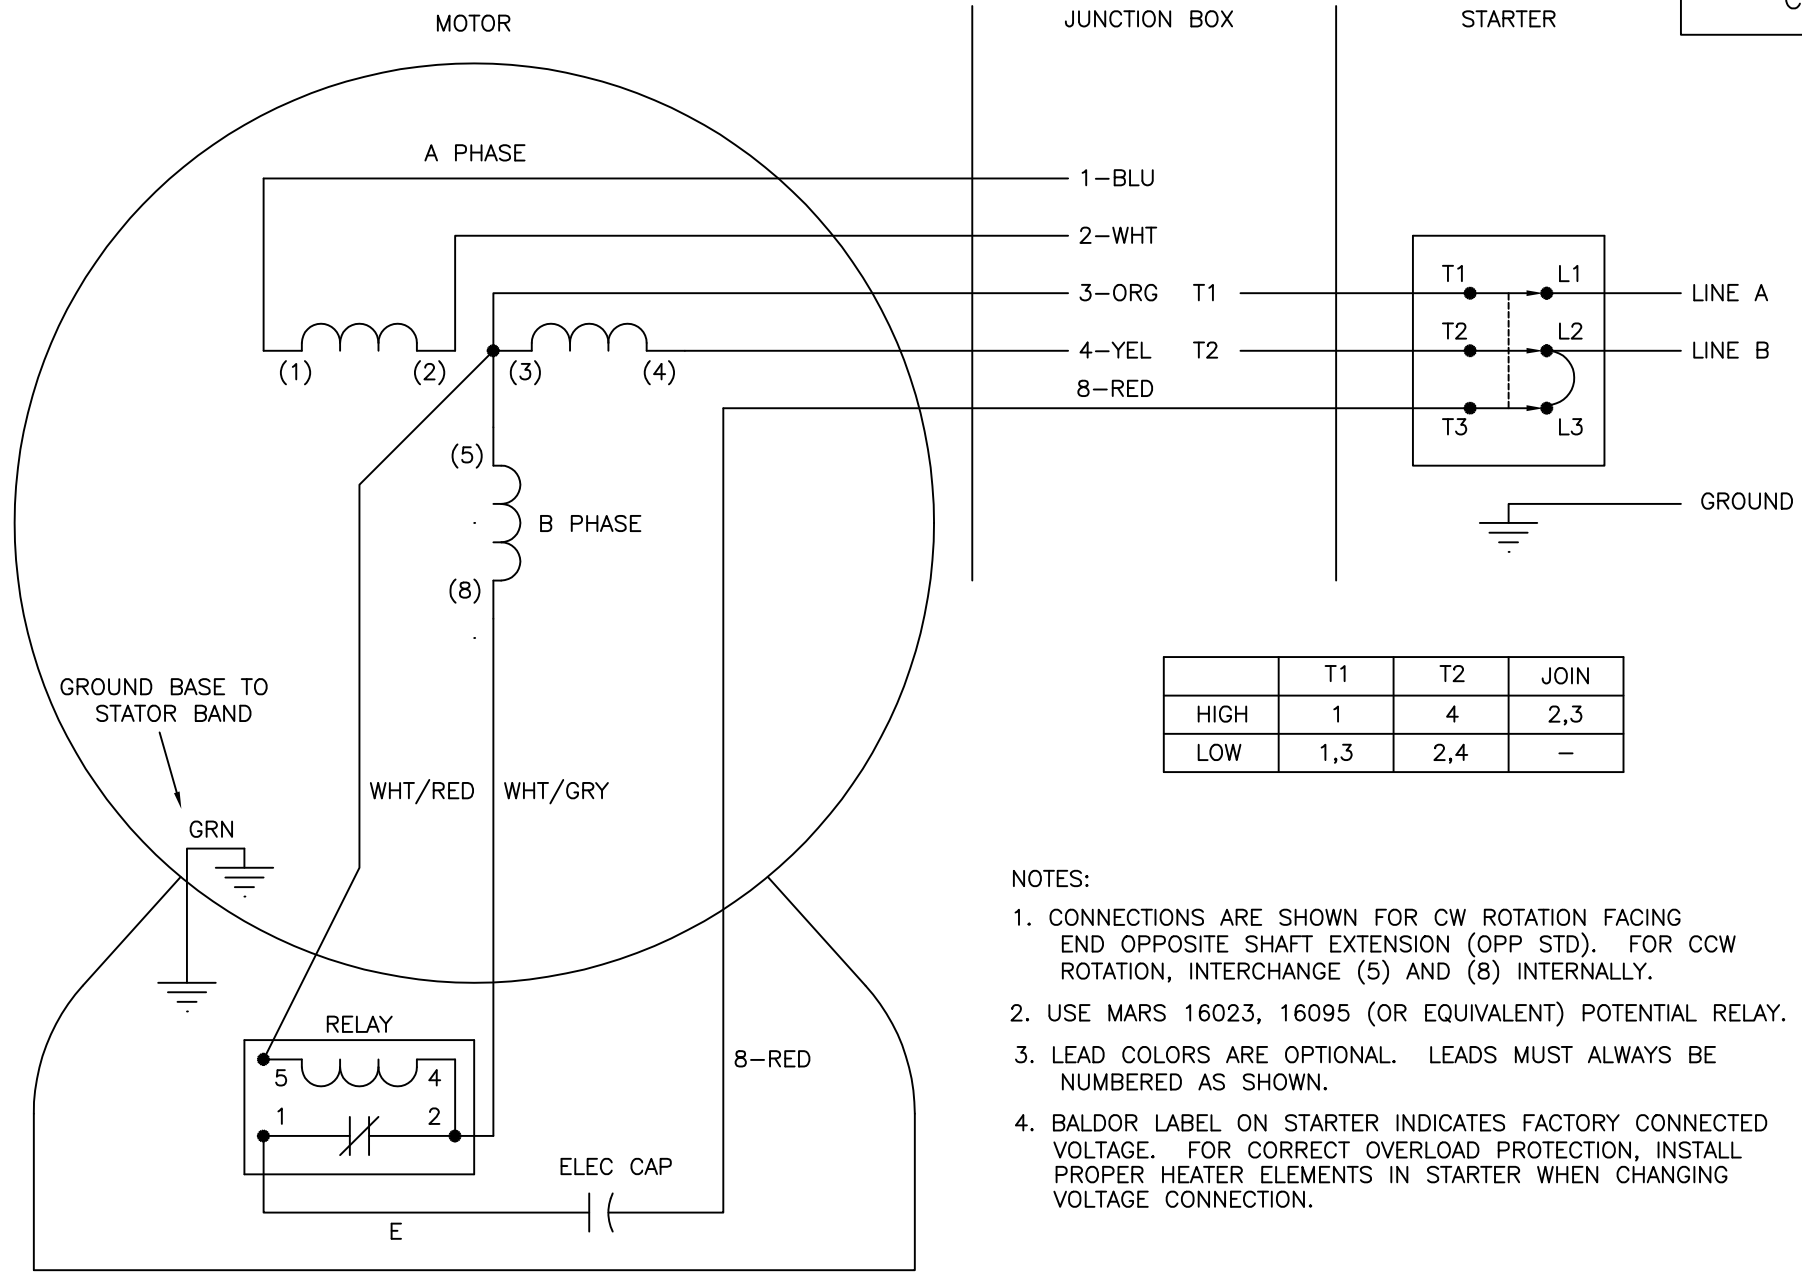 MOTOR
JUNCTION BOX
STARTER
A PHASE
1-BLU
2-WHT
3-ORG T1
4-YEL T2
8-RED
T1 L1
T2 L2
T3 L3
LINE A
LINE B
GROUND
(1) (2) (3) (4)
(5)
B PHASE
(8)
GROUND BASE TO
STATOR BAND
GRN
WHT/RED WHT/GRY
RELAY
5 4
1 2
8-RED
ELEC CAP
E
T1 T2 JOIN
HIGH 1 4 2,3
LOW 1,3 2,4 -
NOTES:
1. CONNECTIONS ARE SHOWN FOR CW ROTATION FACING
END OPPOSITE SHAFT EXTENSION (OPP STD). FOR CCW
ROTATION, INTERCHANGE (5) AND (8) INTERNALLY.
2. USE MARS 16023, 16095 (OR EQUIVALENT) POTENTIAL RELAY.
3. LEAD COLORS ARE OPTIONAL. LEADS MUST ALWAYS BE
NUMBERED AS SHOWN.
4. BALDOR LABEL ON STARTER INDICATES FACTORY CONNECTED
VOLTAGE. FOR CORRECT OVERLOAD PROTECTION, INSTALL
PROPER HEATER ELEMENTS IN STARTER WHEN CHANGING
VOLTAGE CONNECTION.